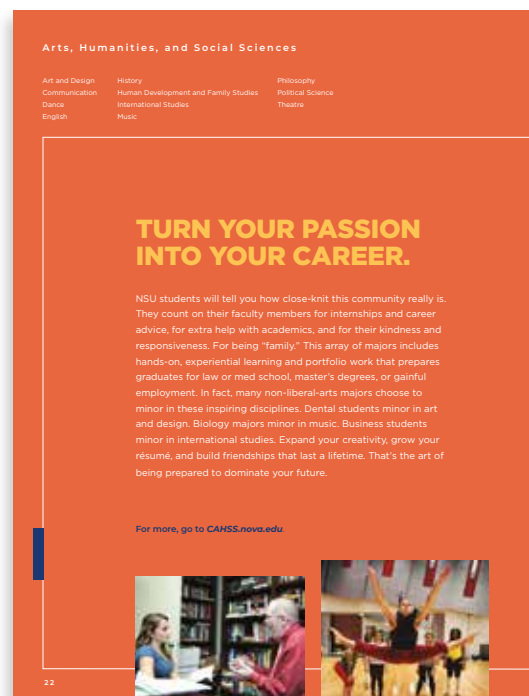 Arts, Humanities, and Social Sciences
Art and Design
Communication
Dance
English
History
Human Development and Family Studies
International Studies
Music
Philosophy
Political Science
Theatre
TURN YOUR PASSION
INTO YOUR CAREER.
NSU students will tell you how close-knit this community really is.
They count on their faculty members for internships and career
advice, for extra help with academics, and for their kindness and
responsiveness. For being “family.” This array of majors includes
hands-on, experiential learning and portfolio work that prepares
graduates for law or med school, master’s degrees, or gainful
employment. In fact, many non-liberal-arts majors choose to
minor in these inspiring disciplines. Dental students minor in art
and design. Biology majors minor in music. Business students
minor in international studies. Expand your creativity, grow your
résumé, and build friendships that last a lifetime. That’s the art of
being prepared to dominate your future.
For more, go to CAHSS.nova.edu.
22